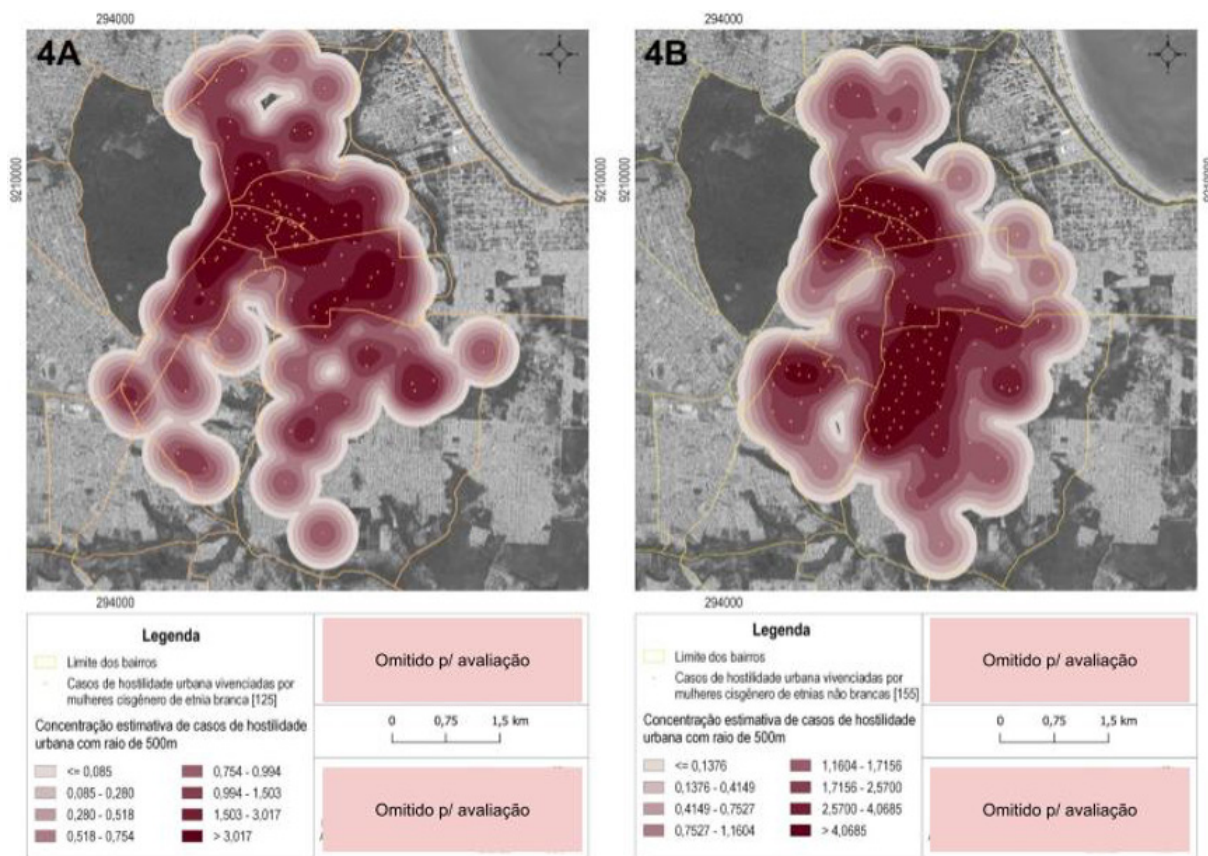 294000
4A
9210000
9210000
294000
Legenda
Limite dos bairros
Casos de hostilidade urbana vivenciadas por
mulheres cisgênero de etnia branca [125]
Concentração estimativa de casos de hostilidade
urbana com raio de 500m
<= 0,085
0,085 - 0,280
0,280 - 0,518
0,518 - 0,754
0,754 - 0.994
0,994 - 1,503
1,503 - 3,017
> 3,017
Omitido p/ avaliação
0 0,75 1,5 km
Omitido p/ avaliação
294000
4B
9210000
9210000
294000
Legenda
Limite dos bairros
Casos de hostilidade urbana vivenciadas por
mulheres cisgênero de etnias não brancas [155]
Concentração estimativa de casos de hostilidade
urbana com raio de 500m
<= 0,1376
0,1376 - 0,4149
0,4149 - 0,7527
0,7527 - 1,1604
1,1604 - 1,7156
1,7156 - 2,5700
2,5700 - 4,0685
> 4,0685
Omitido p/ avaliação
0 0,75 1,5 km
Omitido p/ avaliação